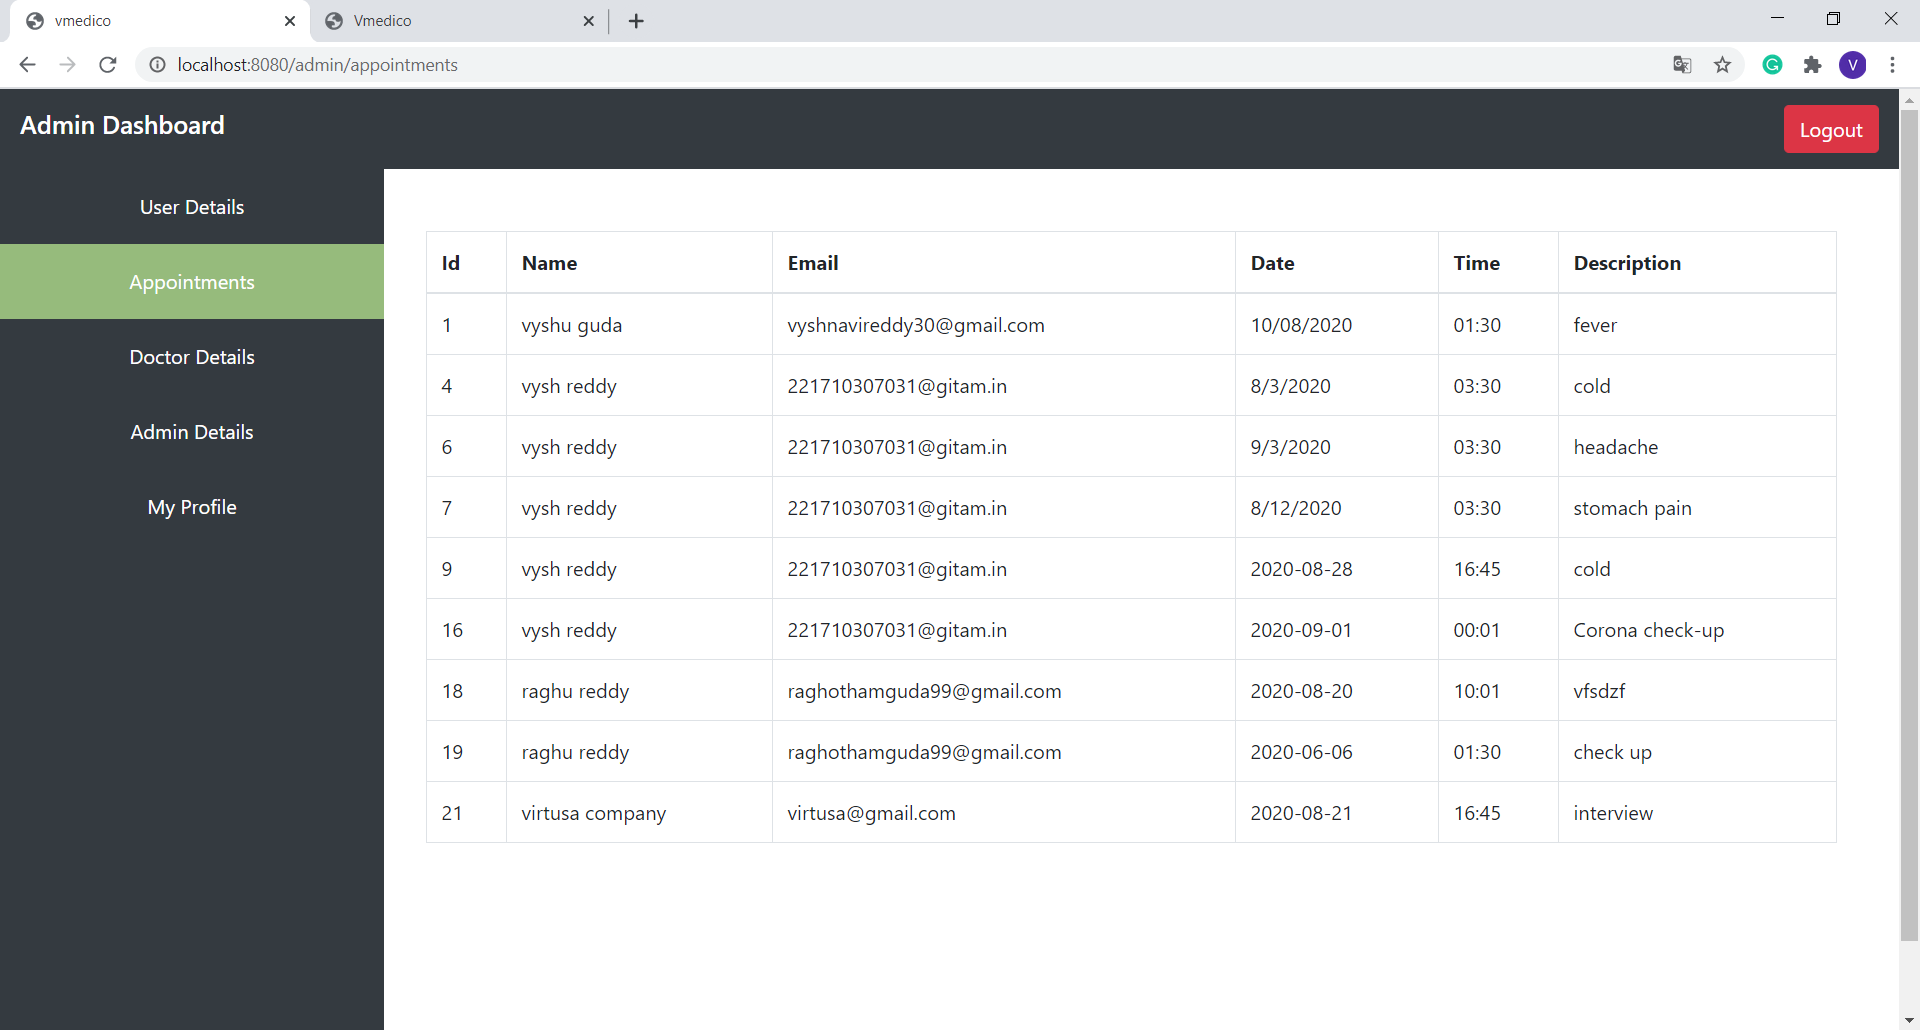 vmedico
Vmedico
localhost:8080/admin/appointments
V
Admin Dashboard
Logout
User Details
Appointments
Doctor Details
Admin Details
My Profile
Id Name Email Date Time Description
1 vyshu guda vyshnavireddy30@gmail.com 10/08/2020 01:30 fever
4 vysh reddy 221710307031@gitam.in 8/3/2020 03:30 cold
6 vysh reddy 221710307031@gitam.in 9/3/2020 03:30 headache
7 vysh reddy 221710307031@gitam.in 8/12/2020 03:30 stomach pain
9 vysh reddy 221710307031@gitam.in 2020-08-28 16:45 cold
16 vysh reddy 221710307031@gitam.in 2020-09-01 00:01 Corona check-up
18 raghu reddy raghothamguda99@gmail.com 2020-08-20 10:01 vfsdzf
19 raghu reddy raghothamguda99@gmail.com 2020-06-06 01:30 check up
21 virtusa company virtusa@gmail.com 2020-08-21 16:45 interview